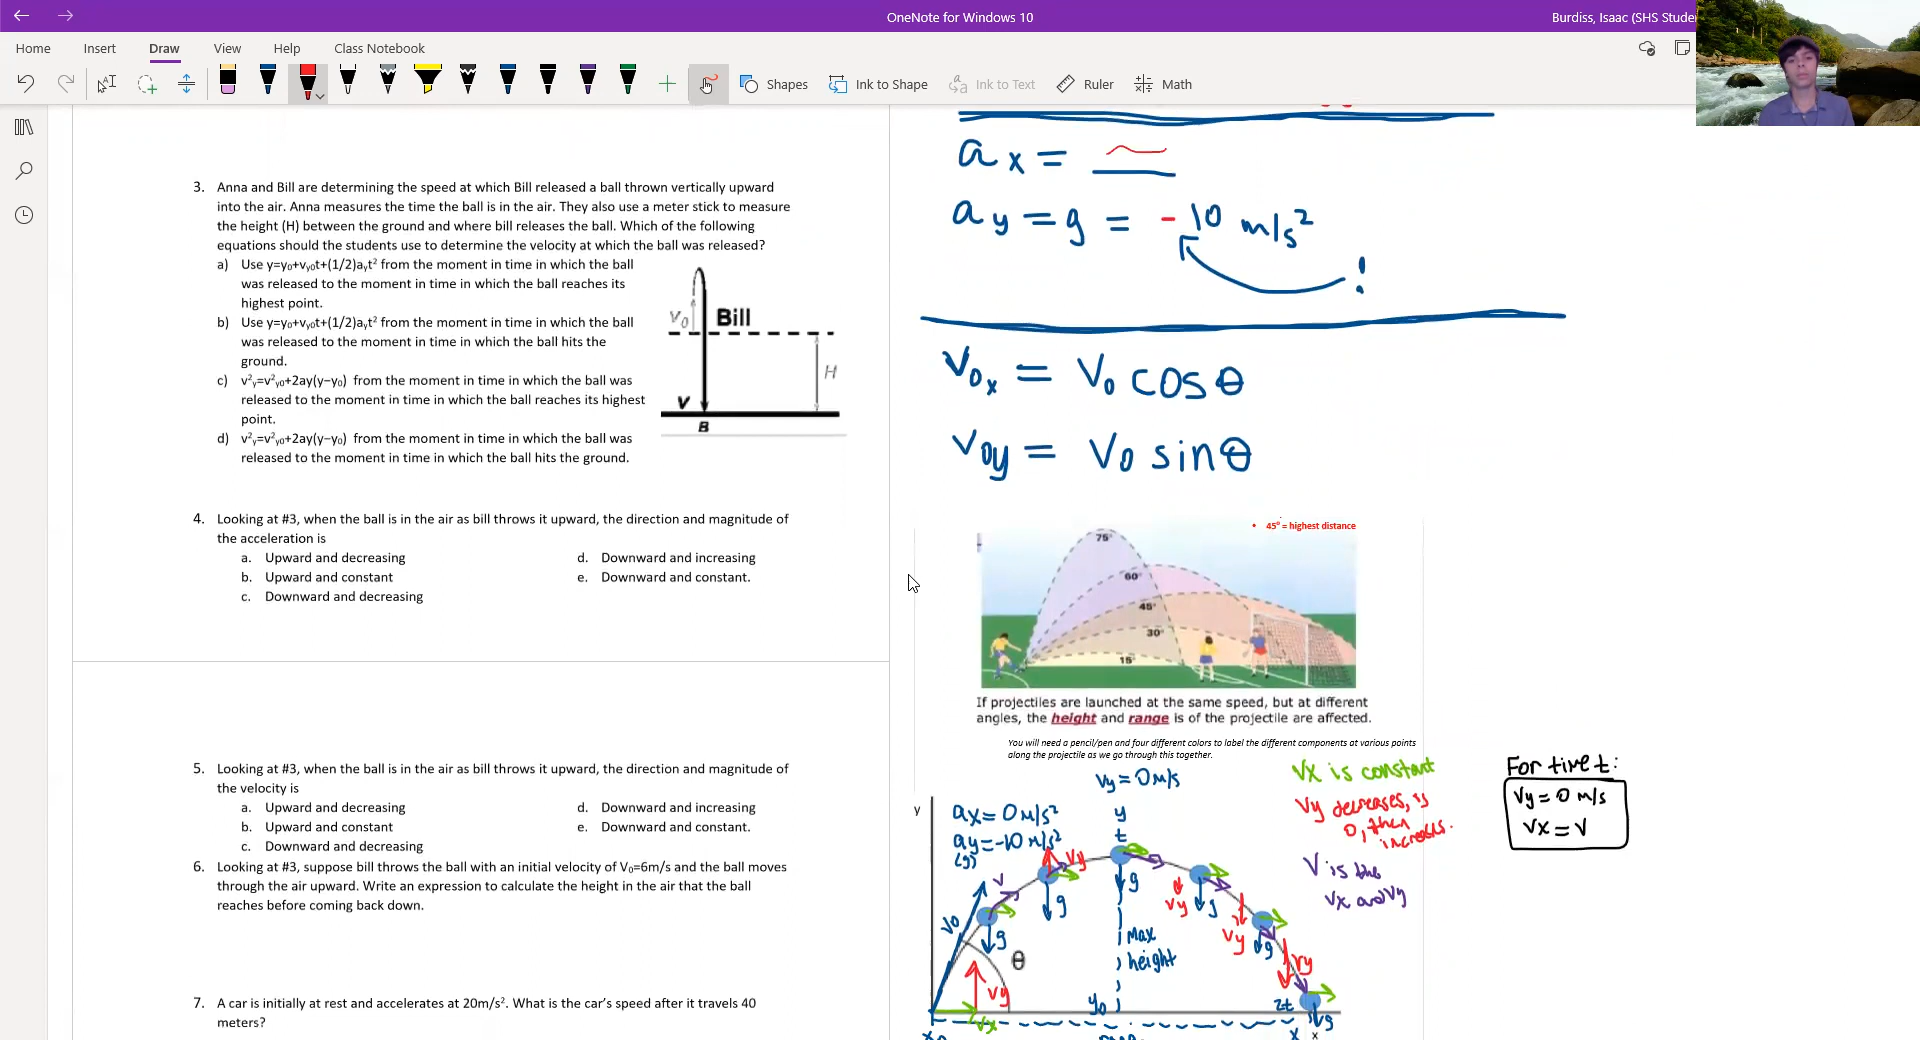 OneNote for Windows 10
Burdiss, Isaac (SHS Stude
Home Insert Draw View Help Class Notebook
Shapes Ink to Shape Ink to Text Ruler Math
3. Anna and Bill are determining the speed at which Bill released a ball thrown vertically upward
into the air. Anna measures the time the ball is in the air. They also use a meter stick to measure
the height (H) between the ground and where bill releases the ball. Which of the following
equations should the students use to determine the velocity at which the ball was released?
a) Use y=y₀+vy₀t+(1/2)ayt² from the moment in time in which the ball
was released to the moment in time in which the ball reaches its
highest point.
b) Use y=y₀+vy₀t+(1/2)ayt² from the moment in time in which the ball
was released to the moment in time in which the ball hits the
ground.
c) v²y=v²y₀+2ay(y−y₀) from the moment in time in which the ball was
released to the moment in time in which the ball reaches its highest
point.
d) v²y=v²y₀+2ay(y−y₀) from the moment in time in which the ball was
released to the moment in time in which the ball hits the ground.
V₀ Bill
H
V
B
4. Looking at #3, when the ball is in the air as bill throws it upward, the direction and magnitude of
the acceleration is
a. Upward and decreasing
b. Upward and constant
c. Downward and decreasing
d. Downward and increasing
e. Downward and constant.
5. Looking at #3, when the ball is in the air as bill throws it upward, the direction and magnitude of
the velocity is
a. Upward and decreasing
b. Upward and constant
c. Downward and decreasing
d. Downward and increasing
e. Downward and constant.
6. Looking at #3, suppose bill throws the ball with an initial velocity of V₀=6m/s and the ball moves
through the air upward. Write an expression to calculate the height in the air that the ball
reaches before coming back down.
7. A car is initially at rest and accelerates at 20m/s². What is the car's speed after it travels 40
meters?
ax =
ay = g = -10 m/s²
!
V₀x = V₀ cosθ
V₀y = V₀ sinθ
• 45° = highest distance
75°
60°
45°
30°
15°
If projectiles are launched at the same speed, but at different
angles, the height and range is of the projectile are affected.
You will need a pencil/pen and four different colors to label the different components at various points
along the projectile as we go through this together.
Vy = 0 m/s
Vx is constant
Vy decreases, is
0, then
increases.
V is the
Vx and Vy
For time t:
Vy = 0 m/s
Vx = V
y
ax = 0 m/s²
ay = -10 m/s²
(g)
y
t
V
Vy
g
g
g
Vy
g
Vy
g
Vy
V₀
θ
Vy
Vx
max
height
y₀
2t
g
x
x